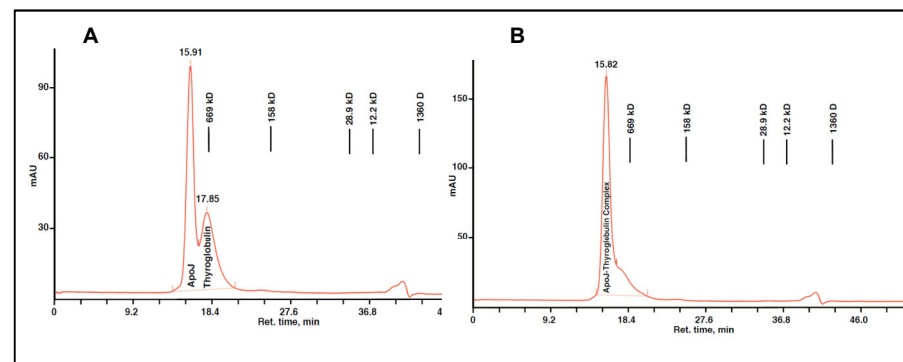 A
15.91
90
60
30
mAU
ApoJ
17.85
Thyroglobulin
669 kD
158 kD
28.9 kD
12.2 kD
1360 D
0
9.2
18.4
27.6
36.8
4
Ret. time, min
B
15.82
150
100
50
mAU
ApoJ-Thyroglebulin Complex
669 kD
158 kD
28.9 kD
12.2 kD
1360 D
0
9.2
18.4
27.6
36.8
46.0
Ret. time, min